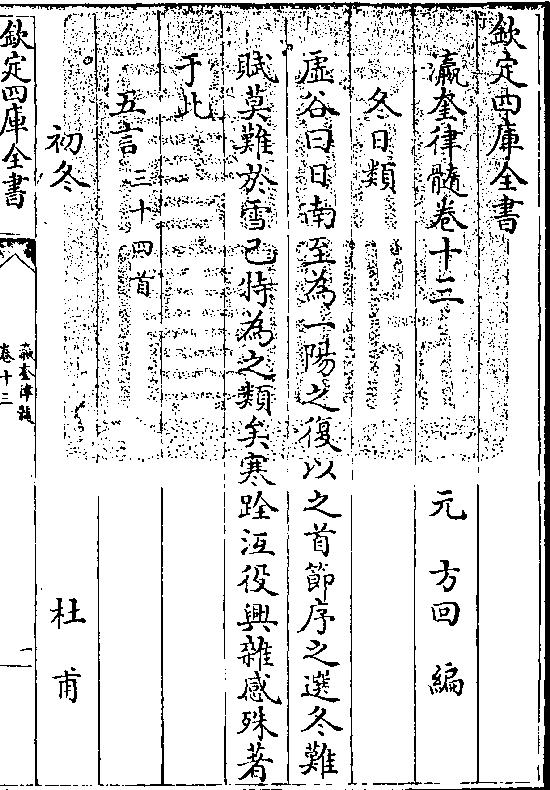 欽定四庫全書
瀛奎律髓卷十三
元 方回 編
冬日類
虛谷曰日南至為一陽之復以之首節序之選冬難
賦莫難於雪已特為之類矣寒跧沍役興雜感殊著
于此
五言三十四首
初冬
杜甫
欽定四庫全書
瀛奎律髓
卷十三
一